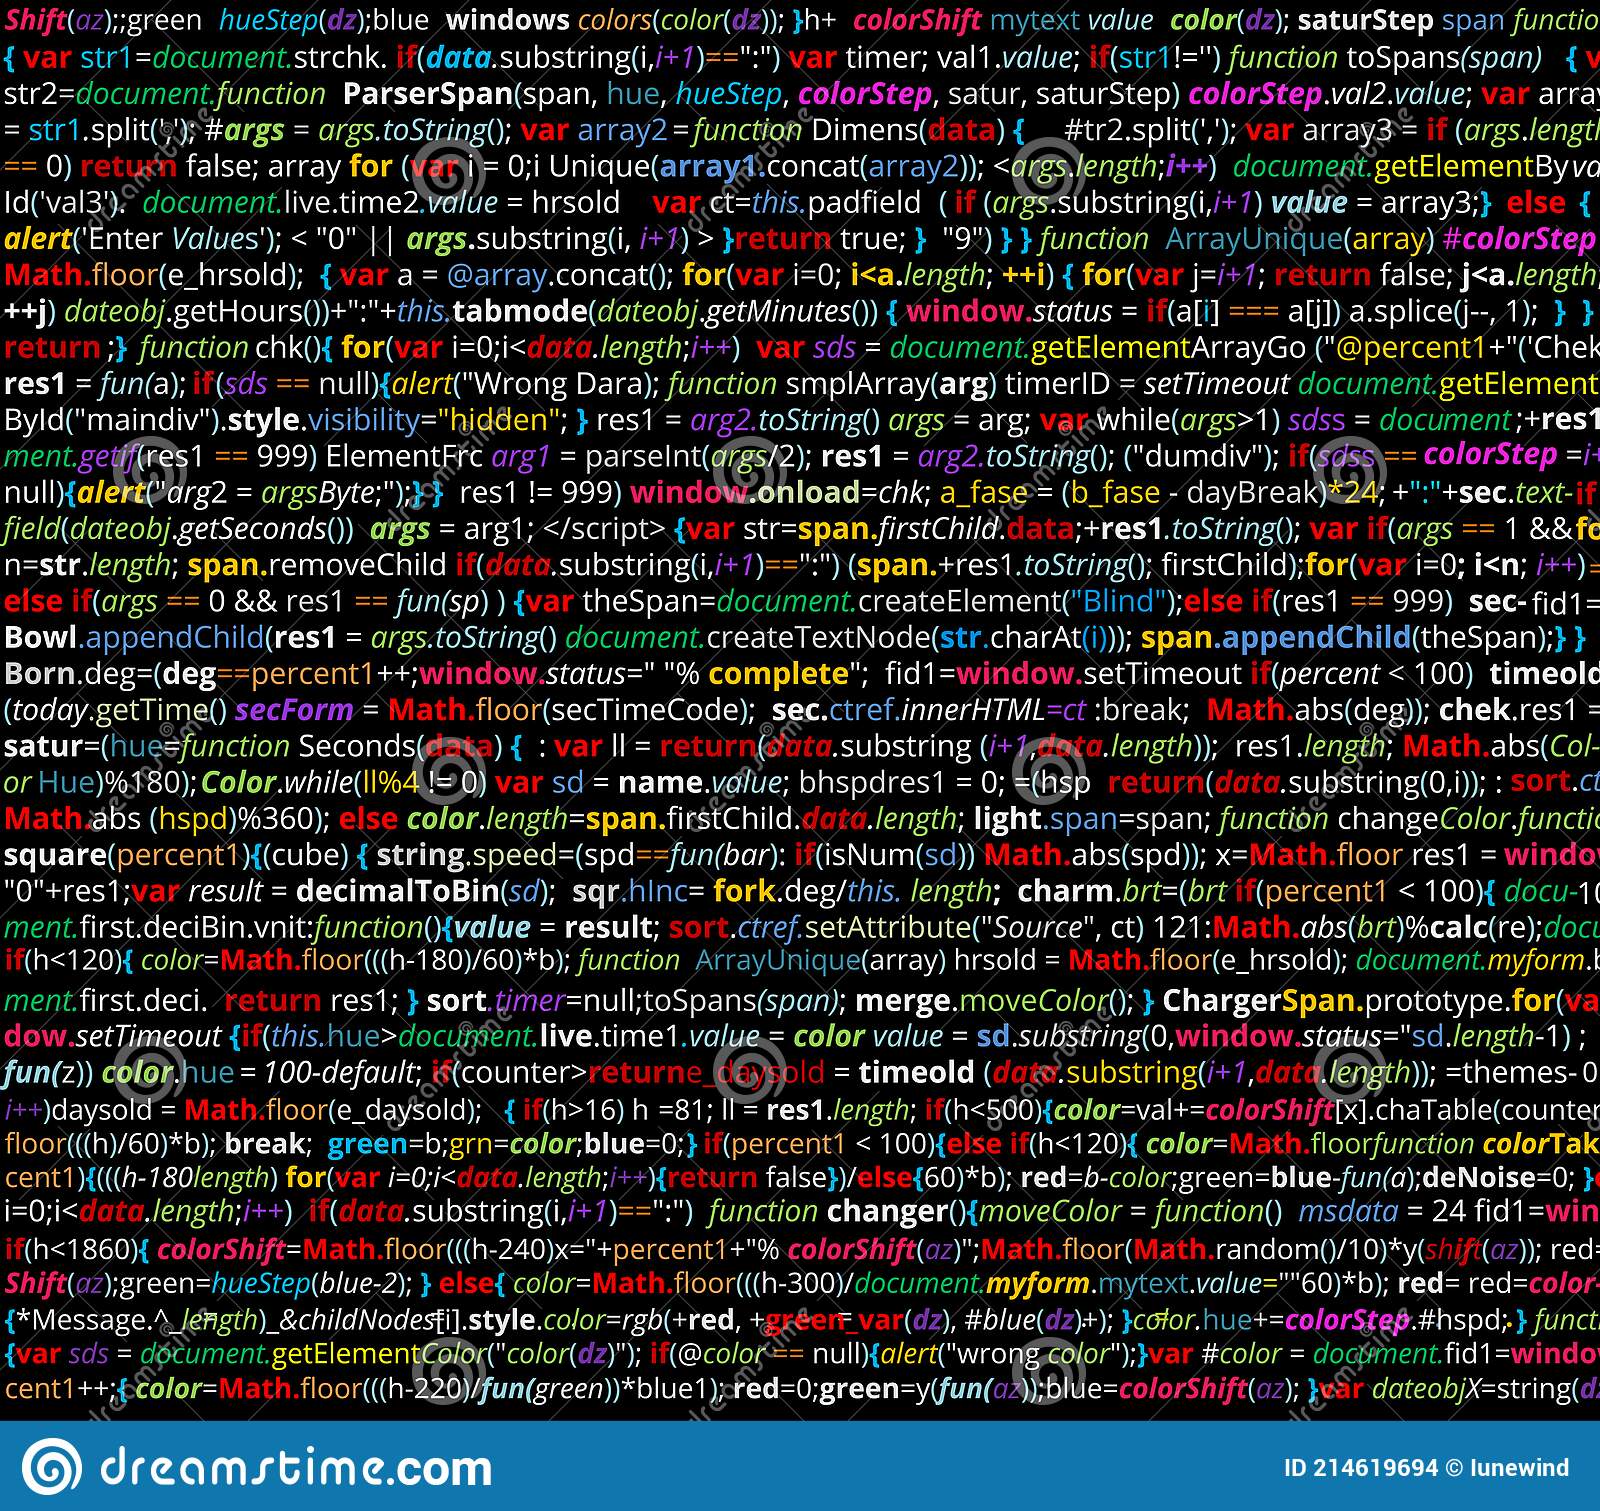 Shift(az);;green hueStep(dz);blue windows colors(color(dz)); }h+ colorShift mytext value color(dz); saturStep span functio
{ var str1=document.strchk. if(data.substring(i,i+1)==":") var timer; val1.value; if(str1!='') function toSpans(span) { v
str2=document.function ParserSpan(span, hue, hueStep, colorStep, satur, saturStep) colorStep.val2.value; var array
= str1.split(','); #args = args.toString(); var array2=function Dimens(data) { #tr2.split(','); var array3 = if (args.length
== 0) return false; array for (var i = 0;i Unique(array1.concat(array2)); <args.length;i++) document.getElementBy va
Id('val3'). document.live.time2.value = hrsold var ct=this.padfield ( if (args.substring(i,i+1) value = array3;} else {
alert('Enter Values'); < "0" || args.substring(i, i+1) > }return true; } "9") } } function ArrayUnique(array) #colorStep
Math.floor(e_hrsold); { var a = @array.concat(); for(var i=0; i<a.length; ++i) { for(var j=i+1; return false; j<a.length;
++j) dateobj.getHours())+":"+this.tabmode(dateobj.getMinutes()) { window.status = if(a[i] === a[j]) a.splice(j--, 1); } }
return ;} function chk(){ for(var i=0;i<data.length;i++) var sds = document.getElementArrayGo ("@percent1+"('Chek
res1 = fun(a); if(sds == null){alert("Wrong Dara); function smplArray(arg) timerID = setTimeout document.getElement
ById("maindiv").style.visibility="hidden"; } res1 = arg2.toString() args = arg; var while(args>1) sdss = document ;+res1
ment.getif(res1 == 999) ElementFrc arg1 = parseInt(args/2); res1 = arg2.toString(); ("dumdiv"); if(sdss == colorStep =i+
null){alert("arg2 = argsByte;");} } res1 != 999) window.onload=chk; a_fase = (b_fase - dayBreak)*24; +":"+sec.text-if
field(dateobj.getSeconds()) args = arg1; </script> {var str=span.firstChild.data;+res1.toString(); var if(args == 1 &&fo
n=str.length; span.removeChild if(data.substring(i,i+1)==":") (span.+res1.toString(); firstChild);for(var i=0; i<n; i++)=
else if(args == 0 && res1 == fun(sp) ) {var theSpan=document.createElement("Blind");else if(res1 == 999) sec- fid1=
Bowl.appendChild(res1 = args.toString() document.createTextNode(str.charAt(i))); span.appendChild(theSpan);} }
Born.deg=(deg==percent1++;window.status=" "% complete"; fid1=window.setTimeout if(percent < 100) timeold
(today.getTime() secForm = Math.floor(secTimeCode); sec.ctref.innerHTML=ct :break; Math.abs(deg)); chek.res1 =
satur=(hue=function Seconds(data) { : var ll = return(data.substring (i+1,data.length)); res1.length; Math.abs(Col-
or Hue)%180); Color.while(ll%4 != 0) var sd = name.value; bhspdres1 = 0; =(hsp return(data.substring(0,i)); : sort.ct
Math.abs (hspd)%360); else color.length=span.firstChild.data.length; light.span=span; function changeColor.functio
square(percent1){(cube) { string.speed=(spd==fun(bar): if(isNum(sd)) Math.abs(spd)); x=Math.floor res1 = window
"0"+res1;var result = decimalToBin(sd); sqr.hInc= fork.deg/this. length; charm.brt=(brt if(percent1 < 100){ docu-10
ment.first.deciBin.vnit:function(){value = result; sort.ctref.setAttribute("Source", ct) 121:Math.abs(brt)%calc(re);docu
if(h<120){ color=Math.floor(((h-180)/60)*b); function ArrayUnique(array) hrsold = Math.floor(e_hrsold); document.myform.b
ment.first.deci. return res1; } sort.timer=null;toSpans(span); merge.moveColor(); } ChargerSpan.prototype.for(va
dow.setTimeout {if(this.hue>document.live.time1.value = color value = sd.substring(0,window.status="sd.length-1) ;
fun(z)) color.hue = 100-default; if(counter>returne_daysold = timeold (data.substring(i+1,data.length)); =themes- 0
i++)daysold = Math.floor(e_daysold); { if(h>16) h =81; ll = res1.length; if(h<500){color=val+=colorShift[x].chaTable(counter
floor(((h)/60)*b); break; green=b;grn=color;blue=0;} if(percent1 < 100){else if(h<120){ color=Math.floorfunction colorTak
cent1){(((h-180length) for(var i=0;i<data.length;i++){return false})/else{60)*b); red=b-color;green=blue-fun(a);deNoise=0; }e
i=0;i<data.length;i++) if(data.substring(i,i+1)==":") function changer(){moveColor = function() msdata = 24 fid1=win
if(h<1860){ colorShift=Math.floor(((h-240)x="+percent1+"% colorShift(az)";Math.floor(Math.random()/10)*y(shift(az)); red=
Shift(az);green=hueStep(blue-2); } else{ color=Math.floor(((h-300)/document.myform.mytext.value=""60)*b); red= red=color-
{*Message.^_length)_&childNodes[i].style.color=rgb(+red, +green_var(dz), #blue(dz)+); }color.hue+=colorStep.#hspd; } functi
{var sds = document.getElementColor("color(dz)"); if(@color == null){alert("wrong color");}var #color = document.fid1=windo
cent1++;{ color=Math.floor(((h-220)/fun(green))*blue1); red=0;green=y(fun(az));blue=colorShift(az); }var dateobjX=string(dz
dreamstime.com
ID 214619694 © Iunewind